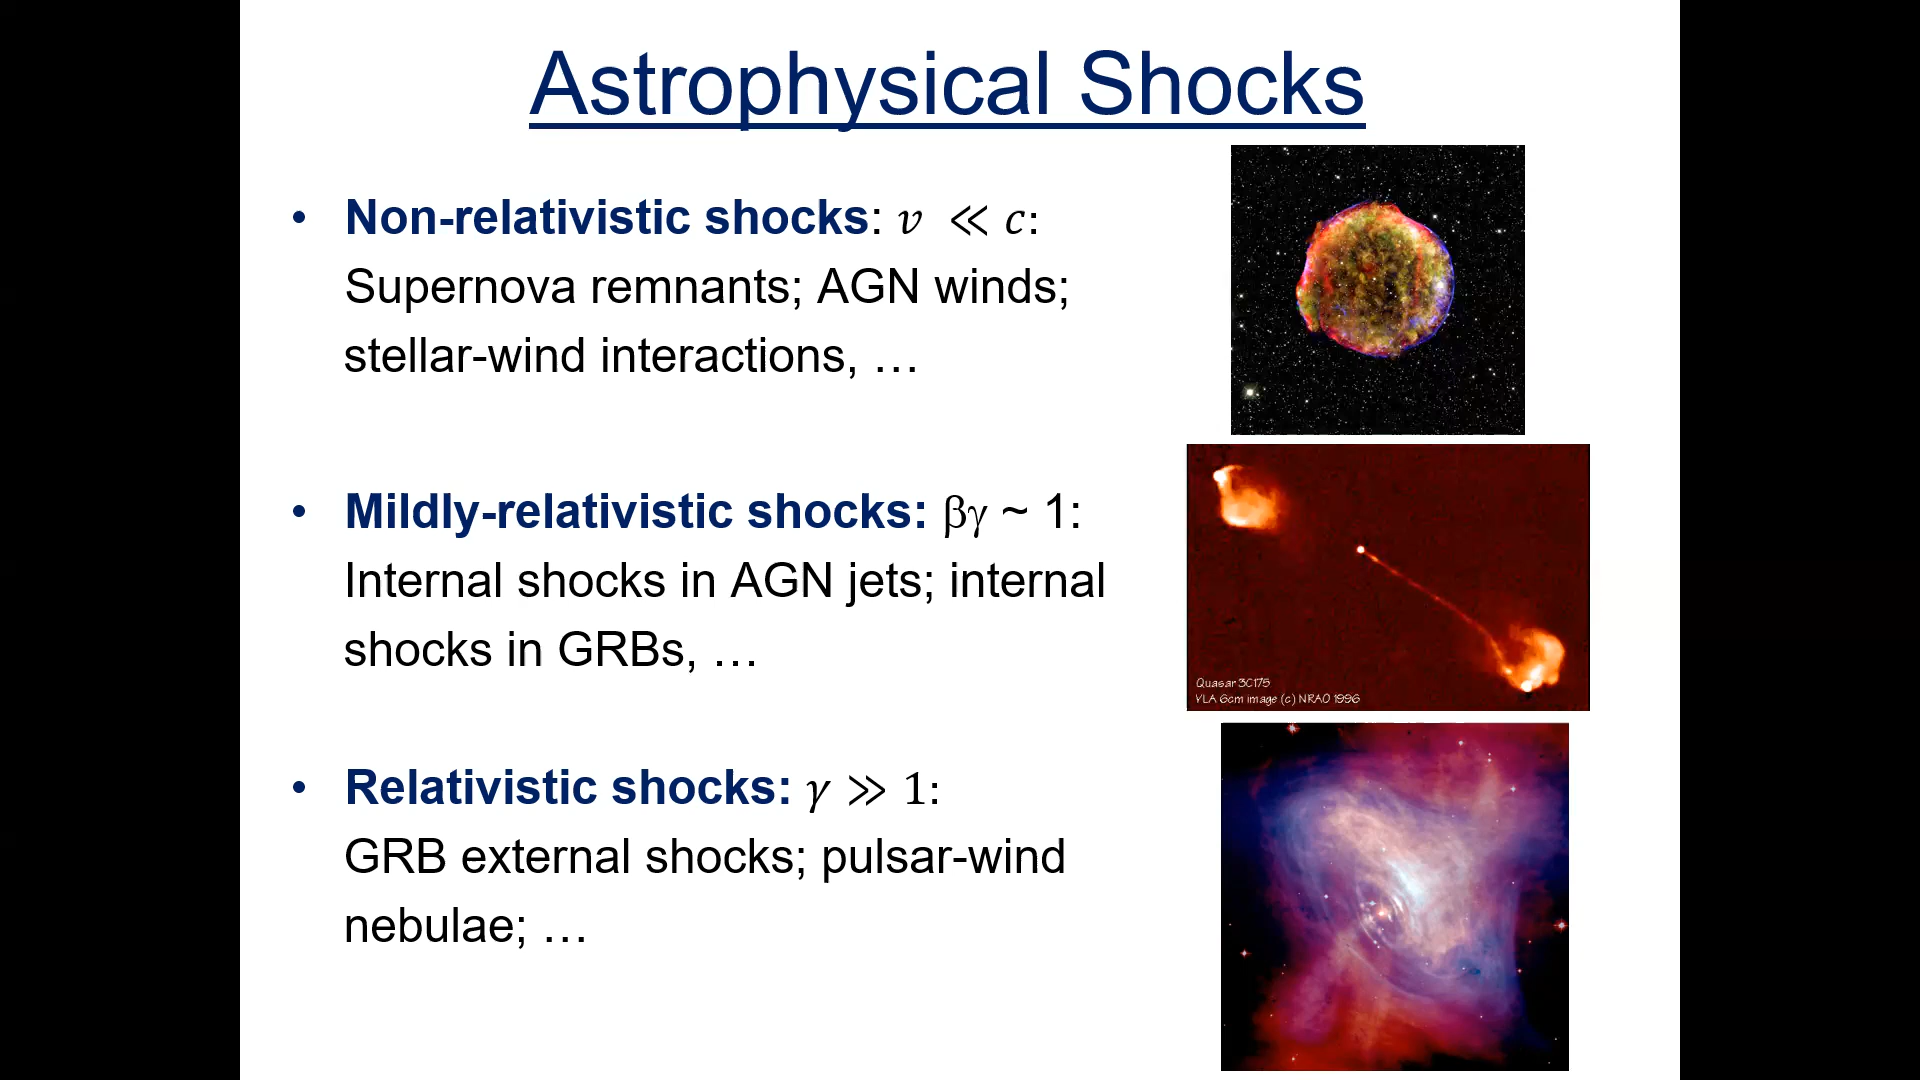 Astrophysical Shocks
• Non-relativistic shocks: 𝑣 ≪ 𝑐:
Supernova remnants; AGN winds;
stellar-wind interactions, …
• Mildly-relativistic shocks: βγ ~ 1:
Internal shocks in AGN jets; internal
shocks in GRBs, …
• Relativistic shocks: 𝛾 ≫ 1:
GRB external shocks; pulsar-wind
nebulae; …
Quasar 3C175
VLA 6cm image (c) NRAO 1996